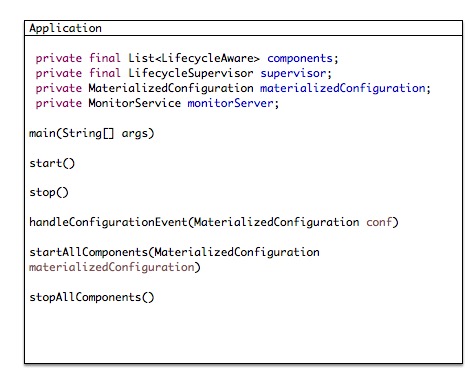 Application
private final List<LifecycleAware> components;
private final LifecycleSupervisor supervisor;
private MaterializedConfiguration materializedConfiguration;
private MonitorService monitorServer;
main(String[] args)
start()
stop()
handleConfigurationEvent(MaterializedConfiguration conf)
startAllComponents(MaterializedConfiguration
materializedConfiguration)
stopAllComponents()